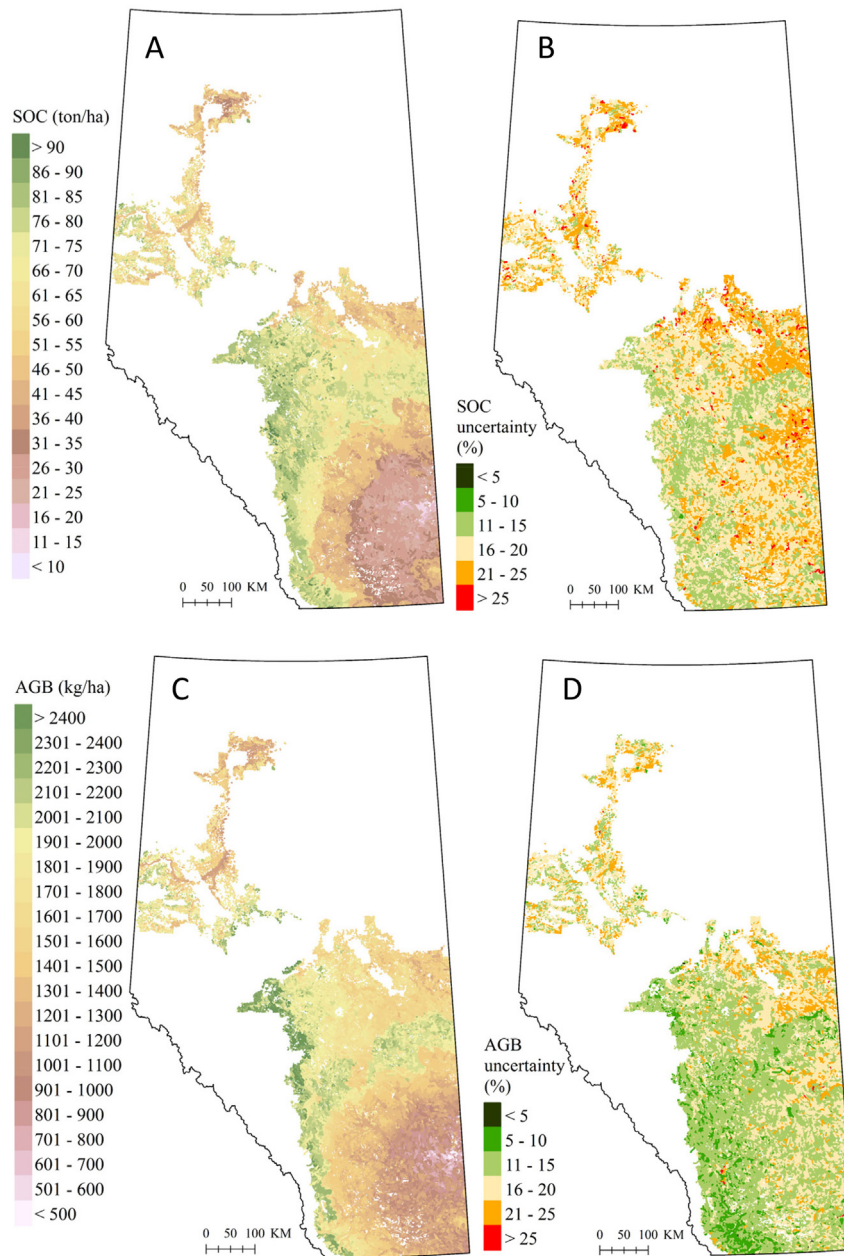 A
SOC (ton/ha)
> 90
86 - 90
81 - 85
76 - 80
71 - 75
66 - 70
61 - 65
56 - 60
51 - 55
46 - 50
41 - 45
36 - 40
31 - 35
26 - 30
21 - 25
16 - 20
11 - 15
< 10
0 50 100 KM
B
SOC
uncertainty
(%)
< 5
5 - 10
11 - 15
16 - 20
21 - 25
> 25
0 50 100 KM
C
AGB (kg/ha)
> 2400
2301 - 2400
2201 - 2300
2101 - 2200
2001 - 2100
1901 - 2000
1801 - 1900
1701 - 1800
1601 - 1700
1501 - 1600
1401 - 1500
1301 - 1400
1201 - 1300
1101 - 1200
1001 - 1100
901 - 1000
801 - 900
701 - 800
601 - 700
501 - 600
< 500
0 50 100 KM
D
AGB
uncertainty
(%)
< 5
5 - 10
11 - 15
16 - 20
21 - 25
> 25
0 50 100 KM